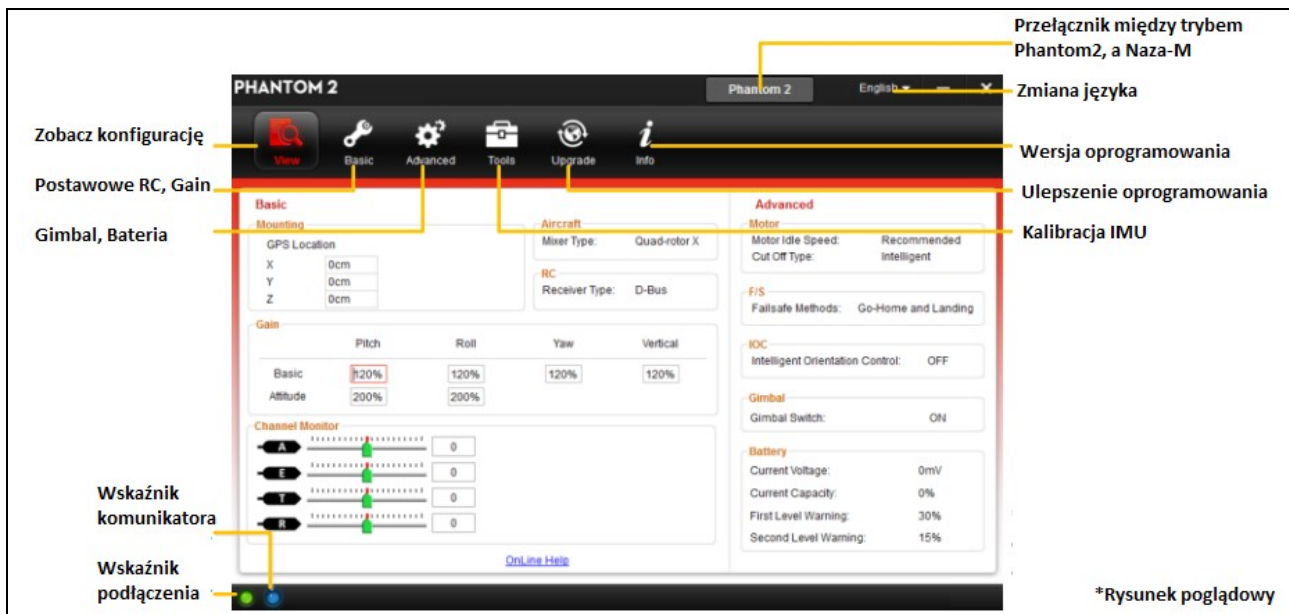 Przełącznik między trybem
Phantom2, a Naza-M
PHANTOM 2
Phantom 2
English
Zmiana języka
Zobacz konfigurację
View
Basic
Advanced
Tools
Upgrade
Info
Wersja oprogramowania
Postawowe RC, Gain
Ulepszenie oprogramowania
Gimbal, Bateria
Kalibracja IMU
Basic
Mounting
GPS Location
X 0cm
Y 0cm
Z 0cm
Aircraft
Mixer Type: Quad-rotor X
RC
Receiver Type: D-Bus
Gain
Pitch Roll Yaw Vertical
Basic 120% 120% 120% 120%
Attitude 200% 200%
Channel Monitor
A 0
E 0
T 0
R 0
OnLine Help
Advanced
Motor
Motor Idle Speed: Recommended
Cut Off Type: Intelligent
F/S
Failsafe Methods: Go-Home and Landing
IOC
Intelligent Orientation Control: OFF
Gimbal
Gimbal Switch: ON
Battery
Current Voltage: 0mV
Current Capacity: 0%
First Level Warning: 30%
Second Level Warning: 15%
Wskaźnik
komunikatora
Wskaźnik
podłączenia
*Rysunek poglądowy